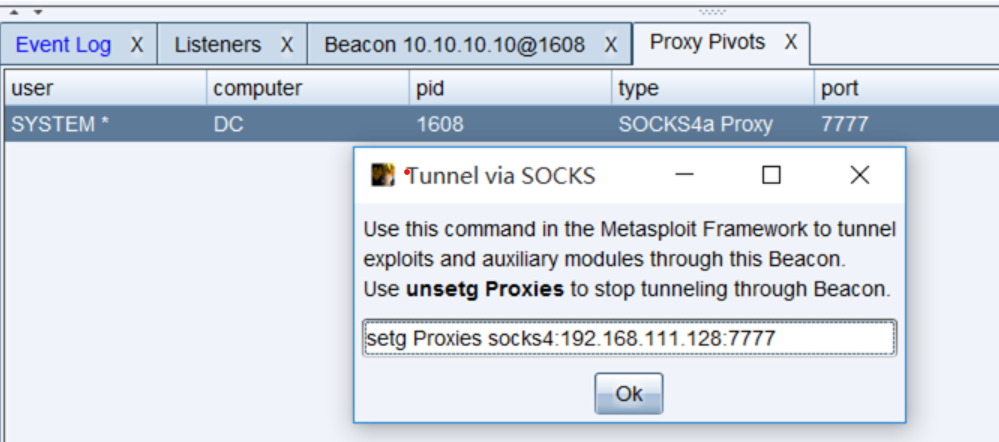 Event Log X Listeners X Beacon 10.10.10.10@1608 X Proxy Pivots X
user computer pid type port
SYSTEM * DC 1608 SOCKS4a Proxy 7777
Tunnel via SOCKS
Use this command in the Metasploit Framework to tunnel
exploits and auxiliary modules through this Beacon.
Use unsetg Proxies to stop tunneling through Beacon.
setg Proxies socks4:192.168.111.128:7777
Ok